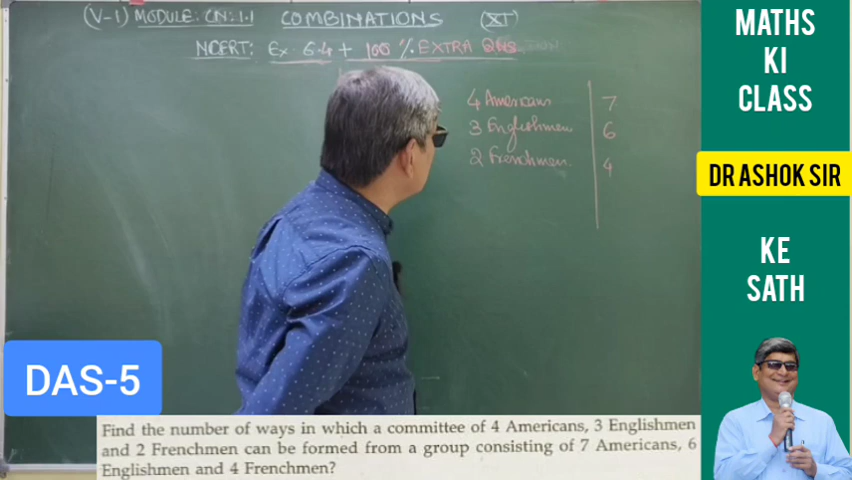 (V-1) MODULE: CN: 1.1 COMBINATIONS (XI)
NCERT: Ex. 6.4 + 100 % EXTRA QNS
4 Americans 7
3 Englishmen 6
2 Frenchmen. 4
MATHS
KI
CLASS
DR ASHOK SIR
KE
SATH
DAS-5
Find the number of ways in which a committee of 4 Americans, 3 Englishmen
and 2 Frenchmen can be formed from a group consisting of 7 Americans, 6
Englishmen and 4 Frenchmen?